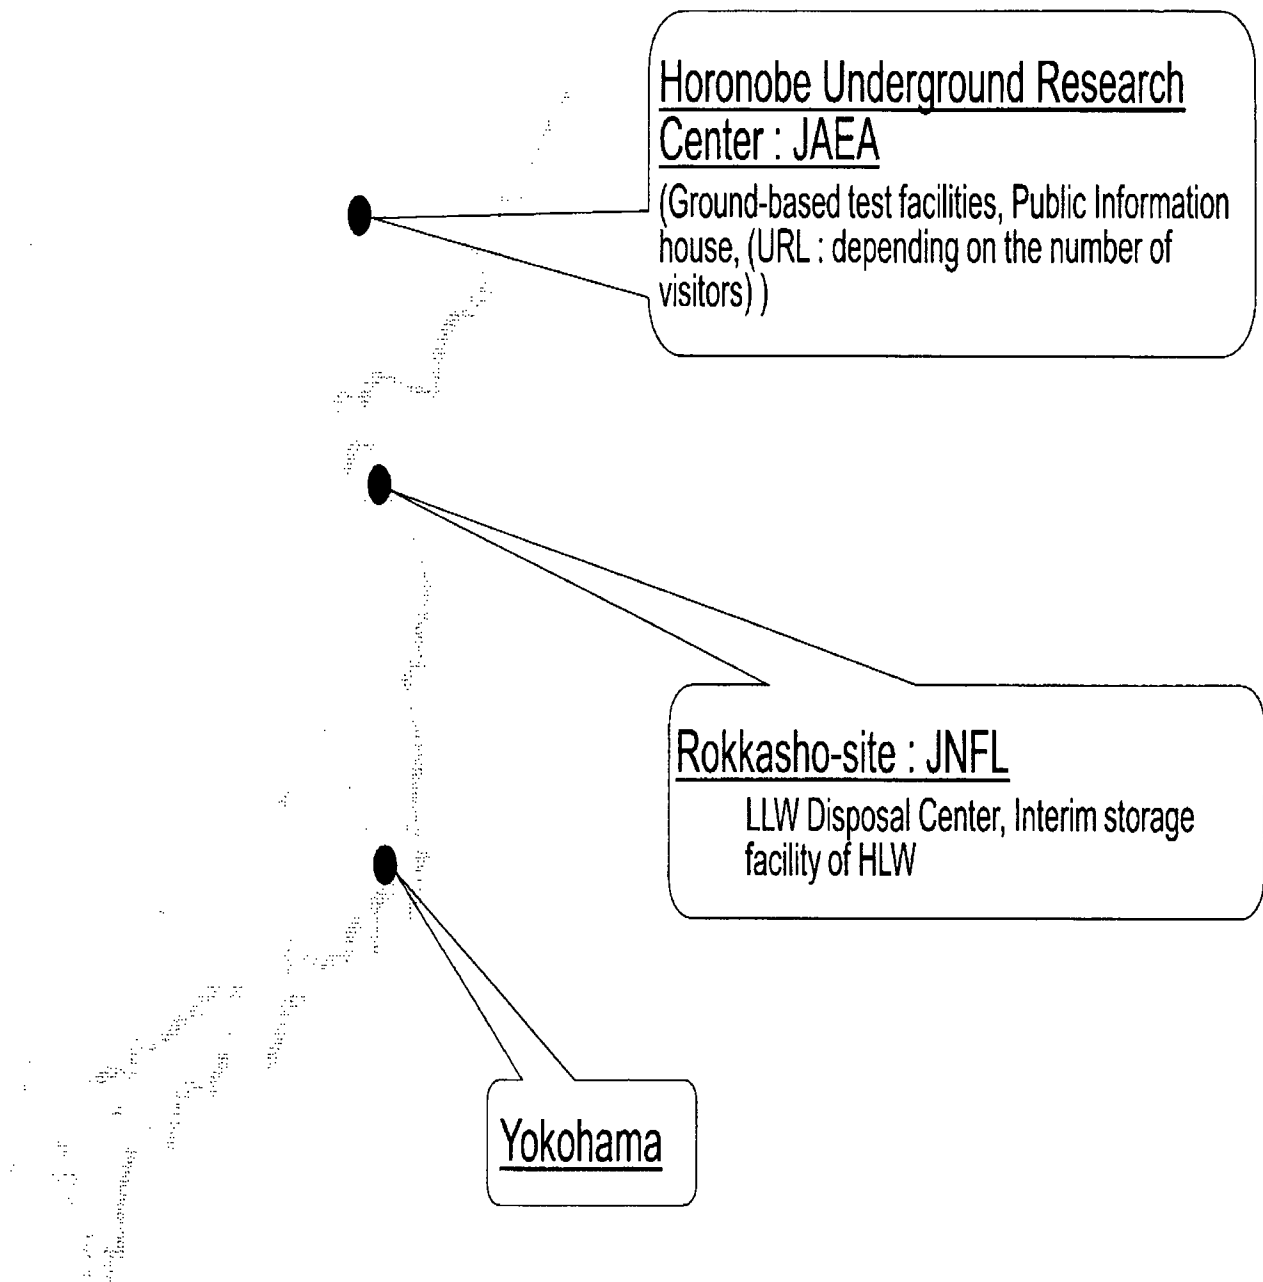 Horonobe Underground Research
Center : JAEA
(Ground-based test facilities, Public Information
house, (URL : depending on the number of
visitors) )
Rokkasho-site : JNFL
LLW Disposal Center, Interim storage
facility of HLW
Yokohama